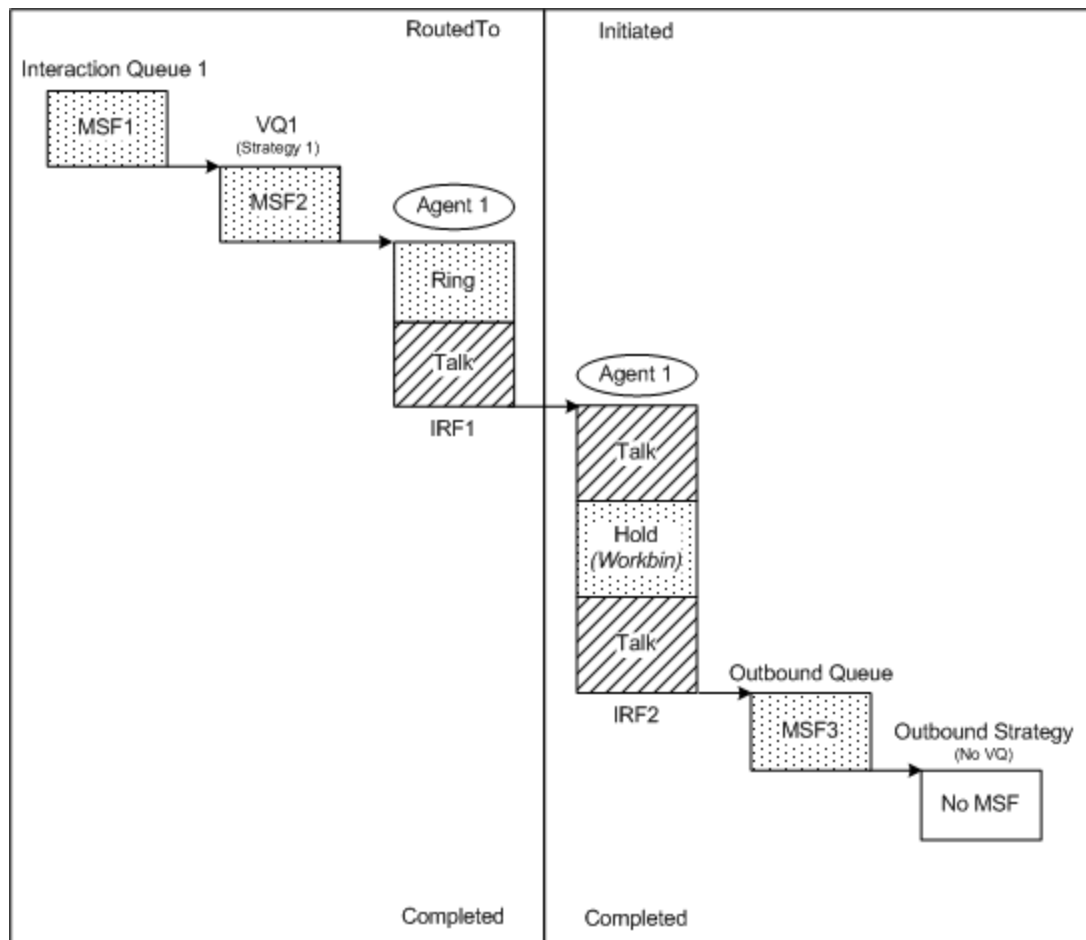 RoutedTo
Initiated
Interaction Queue 1
MSF1
VQ1
(Strategy 1)
MSF2
Agent 1
Ring
Talk
IRF1
Agent 1
Talk
Hold
(Workbin)
Talk
IRF2
Outbound Queue
MSF3
Outbound Strategy
(No VQ)
No MSF
Completed
Completed